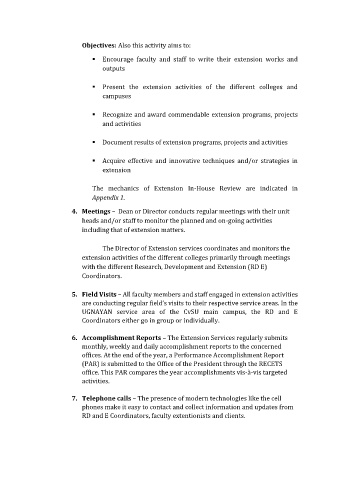 Objectives: Also this activity aims to:
▪ Encourage faculty and staff to write their extension works and
outputs
▪ Present the extension activities of the different colleges and
campuses
▪ Recognize and award commendable extension programs, projects
and activities
▪ Document results of extension programs, projects and activities
▪ Acquire effective and innovative techniques and/or strategies in
extension
The mechanics of Extension In-House Review are indicated in
Appendix 1.
4. Meetings – Dean or Director conducts regular meetings with their unit
heads and/or staff to monitor the planned and on-going activities
including that of extension matters.
The Director of Extension services coordinates and monitors the
extension activities of the different colleges primarily through meetings
with the different Research, Development and Extension (RD E)
Coordinators.
5. Field Visits – All faculty members and staff engaged in extension activities
are conducting regular field's visits to their respective service areas. In the
UGNAYAN service area of the CvSU main campus, the RD and E
Coordinators either go in group or individually.
6. Accomplishment Reports – The Extension Services regularly submits
monthly, weekly and daily accomplishment reports to the concerned
offices. At the end of the year, a Performance Accomplishment Report
(PAR) is submitted to the Office of the President through the RECETS
office. This PAR compares the year accomplishments vis-à-vis targeted
activities.
7. Telephone calls – The presence of modern technologies like the cell
phones make it easy to contact and collect information and updates from
RD and E Coordinators, faculty extentionists and clients.